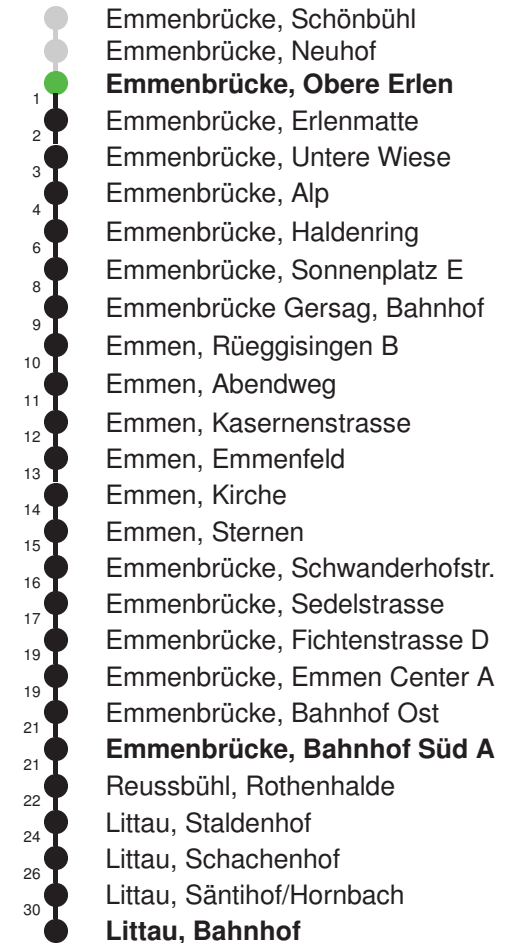 Emmenbrücke, Schönbühl
Emmenbrücke, Neuhof
Emmenbrücke, Obere Erlen
1
Emmenbrücke, Erlenmatte
2
Emmenbrücke, Untere Wiese
3
Emmenbrücke, Alp
4
Emmenbrücke, Haldenring
6
Emmenbrücke, Sonnenplatz E
8
Emmenbrücke Gersag, Bahnhof
9
Emmen, Rüeggisingen B
10
Emmen, Abendweg
11
Emmen, Kasernenstrasse
12
Emmen, Emmenfeld
13
Emmen, Kirche
14
Emmen, Sternen
15
Emmenbrücke, Schwanderhofstr.
16
Emmenbrücke, Sedelstrasse
17
Emmenbrücke, Fichtenstrasse D
19
Emmenbrücke, Emmen Center A
19
Emmenbrücke, Bahnhof Ost
21
Emmenbrücke, Bahnhof Süd A
21
Reussbühl, Rothenhalde
22
Littau, Staldenhof
24
Littau, Schachenhof
26
Littau, Säntihof/Hornbach
30
Littau, Bahnhof